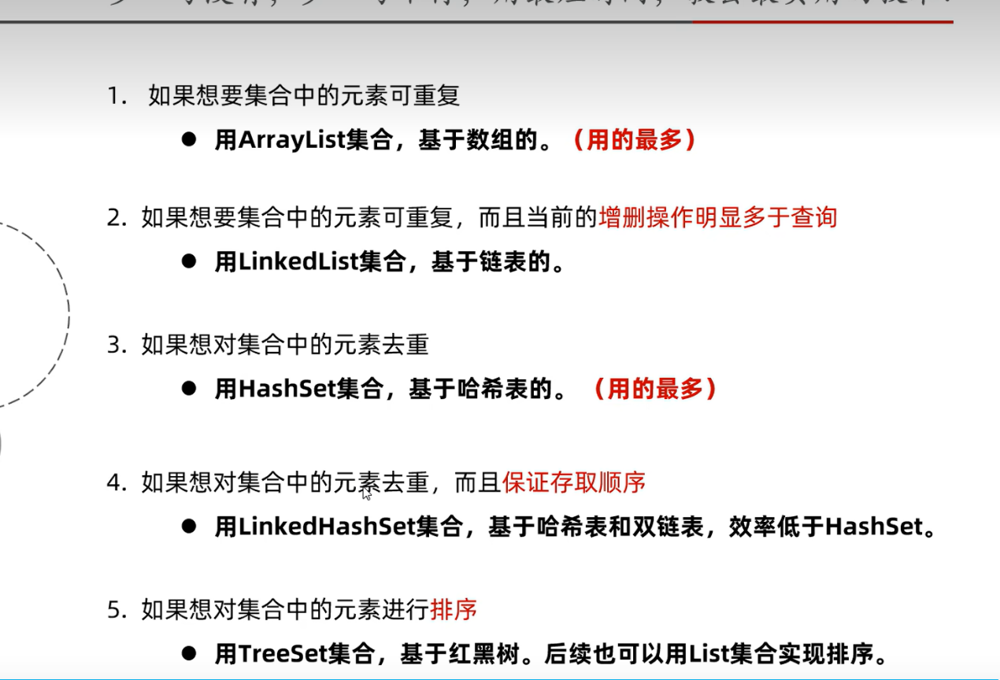 1. 如果想要集合中的元素可重复
● 用ArrayList集合，基于数组的。（用的最多）
2. 如果想要集合中的元素可重复，而且当前的增删操作明显多于查询
● 用LinkedList集合，基于链表的。
3. 如果想对集合中的元素去重
● 用HashSet集合，基于哈希表的。（用的最多）
4. 如果想对集合中的元素去重，而且保证存取顺序
● 用LinkedHashSet集合，基于哈希表和双链表，效率低于HashSet。
5. 如果想对集合中的元素进行排序
● 用TreeSet集合，基于红黑树。后续也可以用List集合实现排序。